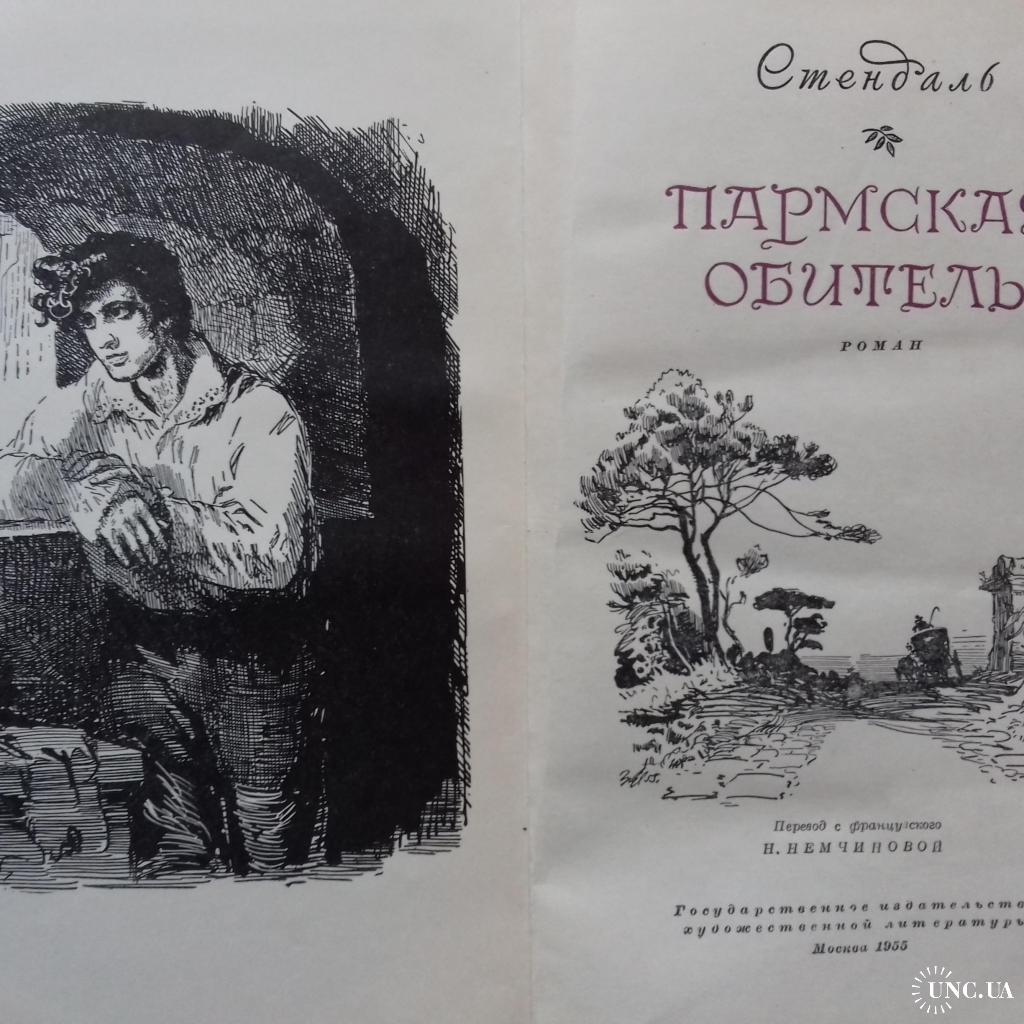 Стендаль
ПАРМСКАЯ
ОБИТЕЛЬ
РОМАН
Перевод с французского
Н. НЕМЧИНОВОЙ
Государственное издательство
художественной литературы
Москва 1955
UNC.UA